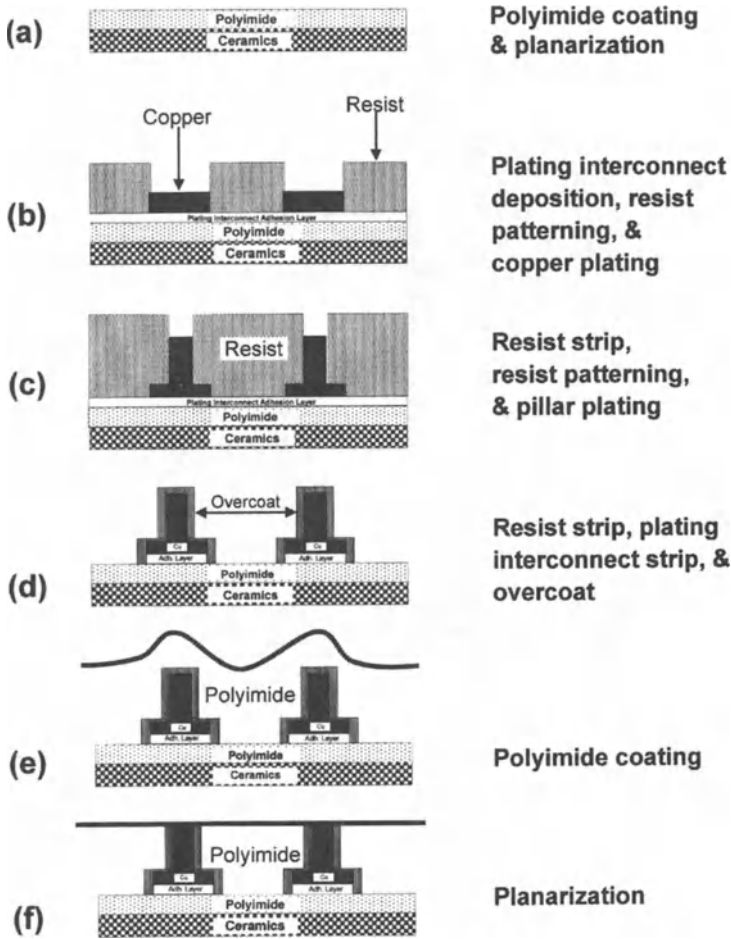 (a)
Polyimide
Ceramics
Polyimide coating
& planarization
Copper
Resist
(b)
Plating Interconnect Adhesion Layer
Polyimide
Ceramics
Plating interconnect
deposition, resist
patterning, &
copper plating
(c)
Resist
Plating Interconnect Adhesion Layer
Polyimide
Ceramics
Resist strip,
resist patterning,
& pillar plating
(d)
Overcoat
Cu
Cu
Adh. Layer
Adh. Layer
Polyimide
Ceramics
Resist strip, plating
interconnect strip, &
overcoat
(e)
Polyimide
Cu
Cu
Adh. Layer
Adh. Layer
Polyimide
Ceramics
Polyimide coating
(f)
Polyimide
Cu
Cu
Adh. Layer
Adh. Layer
Polyimide
Ceramics
Planarization